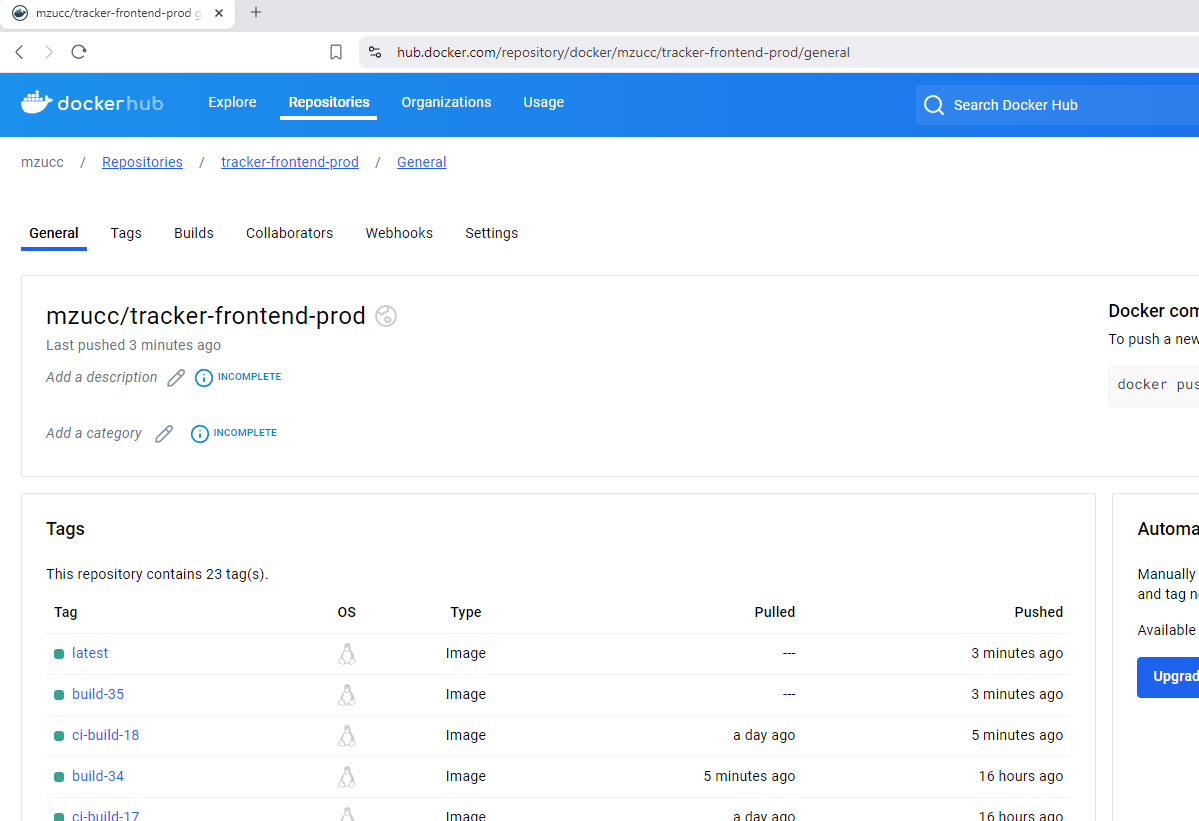 mzucc/tracker-frontend-prod g
hub.docker.com/repository/docker/mzucc/tracker-frontend-prod/general
dockerhub Explore Repositories Organizations Usage Search Docker Hub
mzucc / Repositories / tracker-frontend-prod / General
General Tags Builds Collaborators Webhooks Settings
mzucc/tracker-frontend-prod
Last pushed 3 minutes ago
Add a description INCOMPLETE
Add a category INCOMPLETE
Docker com
To push a new
docker pus
Tags
This repository contains 23 tag(s).
Tag OS Type Pulled Pushed
latest Image --- 3 minutes ago
build-35 Image --- 3 minutes ago
ci-build-18 Image a day ago 5 minutes ago
build-34 Image 5 minutes ago 16 hours ago
ci-build-17 Image a day ago 16 hours ago
Automa
Manually
and tag n
Available
Upgrad